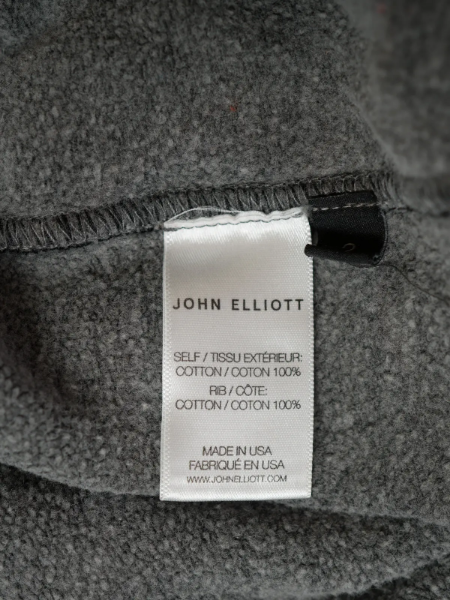 JOHN ELLIOTT
SELF / TISSU EXTÉRIEUR:
COTTON / COTON 100%
RIB / CÔTE:
COTTON / COTON 100%
MADE IN USA
FABRIQUÉ EN USA
WWW.JOHNELLIOTT.COM